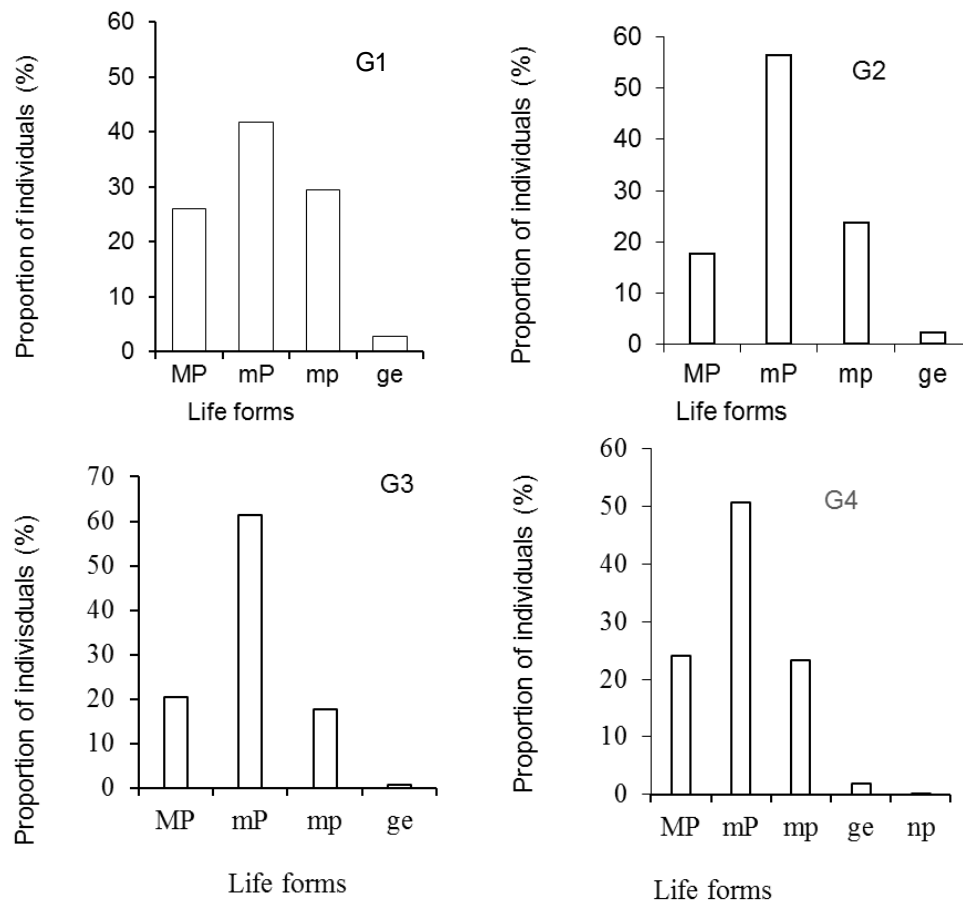 Proportion of individuals (%)
60
50
40
30
20
10
0
G1
MP mP mp ge
Life forms
Proportion of individuals (%)
60
50
40
30
20
10
0
G2
MP mP mp ge
Life forms
Proportion of indivisduals (%)
70
60
50
40
30
20
10
0
G3
MP mP mp ge
Life forms
Proportion of individuals (%)
60
50
40
30
20
10
0
G4
MP mP mp ge np
Life forms